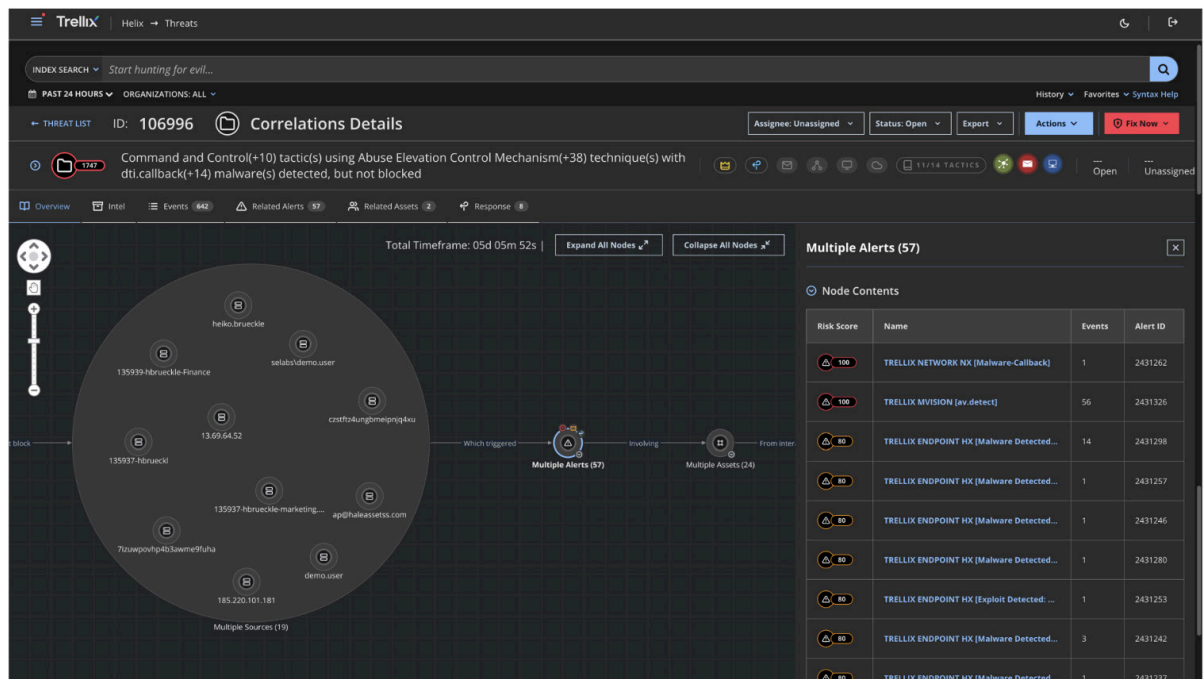 Trellix Helix → Threats
INDEX SEARCH Start hunting for evil...
PAST 24 HOURS ORGANIZATIONS: ALL History Favorites Syntax Help
← THREAT LIST ID: 106996 Correlations Details Assignee: Unassigned Status: Open Export Actions Fix Now
1747 Command and Control(+10) tactic(s) using Abuse Elevation Control Mechanism(+38) technique(s) with
dti.callback(+14) malware(s) detected, but not blocked
11/14 TACTICS
---
Open
---
Unassigned
Overview Intel Events 642 Related Alerts 57 Related Assets 2 Response 8
Total Timeframe: 05d 05m 52s | Expand All Nodes Collapse All Nodes
heiko.brueckle
selabs\demo.user
135939-hbrueckle-Finance
czstftz4ungbmeipnjq4xu
13.69.64.52
135937-hbrueckl
135937-hbrueckle-marketing,...
ap@haleassetss.com
7izuwpovhp4b3awme9fuha
demo.user
185.220.101.181
Multiple Sources (19)
t block
Which triggered
Multiple Alerts (57)
Involving
Multiple Assets (24)
From inter
Multiple Alerts (57)
Node Contents
Risk Score Name Events Alert ID
100 TRELLIX NETWORK NX [Malware-Callback] 1 2431262
100 TRELLIX MVISION [av.detect] 56 2431326
80 TRELLIX ENDPOINT HX [Malware Detected... 14 2431298
80 TRELLIX ENDPOINT HX [Malware Detected... 1 2431257
80 TRELLIX ENDPOINT HX [Malware Detected... 1 2431246
80 TRELLIX ENDPOINT HX [Malware Detected... 1 2431280
80 TRELLIX ENDPOINT HX [Exploit Detected: ... 1 2431253
80 TRELLIX ENDPOINT HX [Malware Detected... 3 2431242
80 TRELLIX ENDPOINT HX [Malware Detected 1 2431237